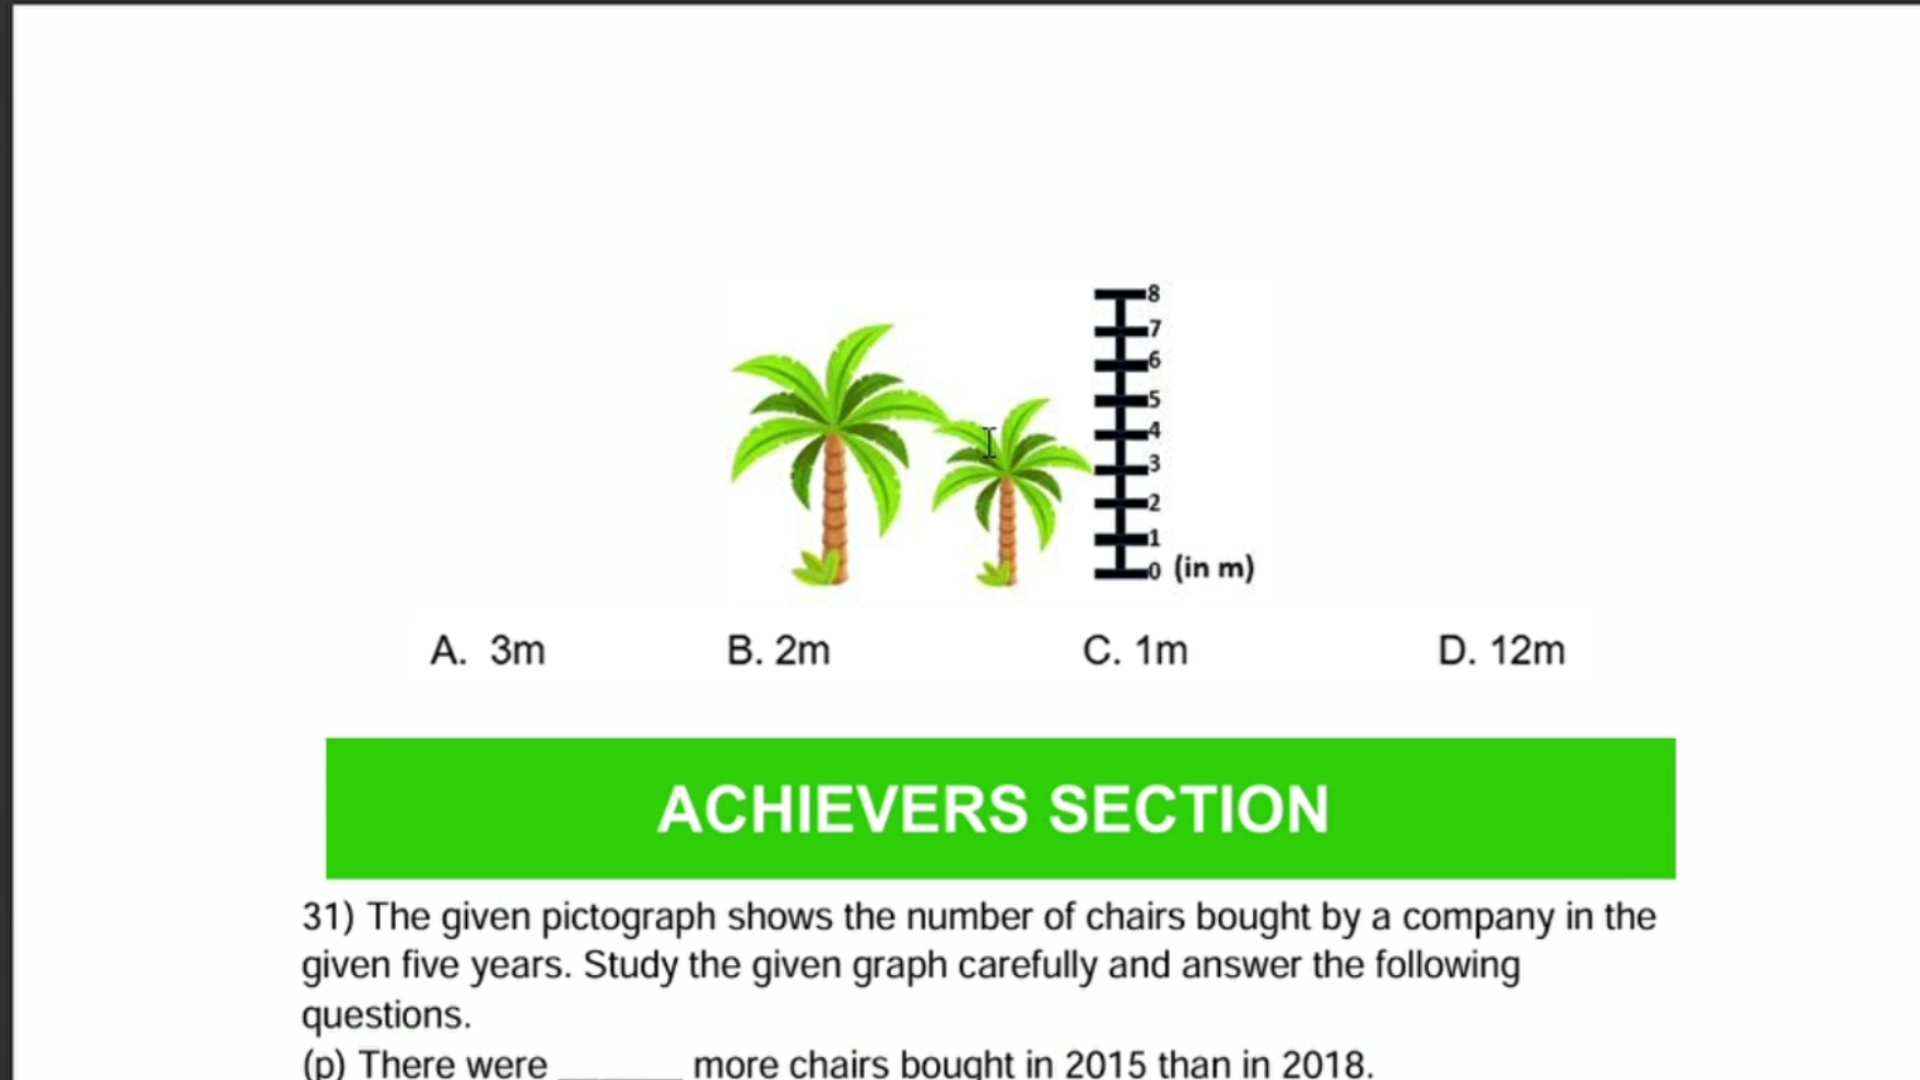 8
7
6
5
4
3
2
1
0 (in m)
A. 3m B. 2m C. 1m D. 12m
ACHIEVERS SECTION
31) The given pictograph shows the number of chairs bought by a company in the
given five years. Study the given graph carefully and answer the following
questions.
(p) There were ______ more chairs bought in 2015 than in 2018.